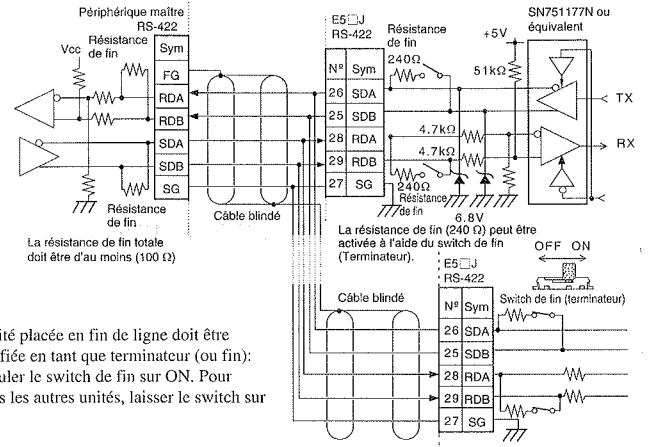 Périphérique maître
RS-422
Résistance
de fin
Vcc
Sym
FG
RDA
RDB
SDA
SDB
SG
Résistance
de fin
La résistance de fin totale
doit être d'au moins (100 Ω)
Câble blindé
E5□J
RS-422
Nº Sym
26 SDA
25 SDB
28 RDA
29 RDB
27 SG
Résistance
de fin
240Ω
4.7kΩ
4.7kΩ
240Ω
Résistance
de fin
6.8V
+5V
51kΩ
SN751177N ou
équivalent
TX
RX
La résistance de fin (240 Ω) peut être
activée à l'aide du switch de fin
(Terminateur).
OFF ON
Switch de fin (terminateur)
E5□J
RS-422
Câble blindé
Nº Sym
26 SDA
25 SDB
28 RDA
29 RDB
27 SG
ité placée en fin de ligne doit être
ifiée en tant que terminateur (ou fin):
uler le switch de fin sur ON. Pour
s les autres unités, laisser le switch sur